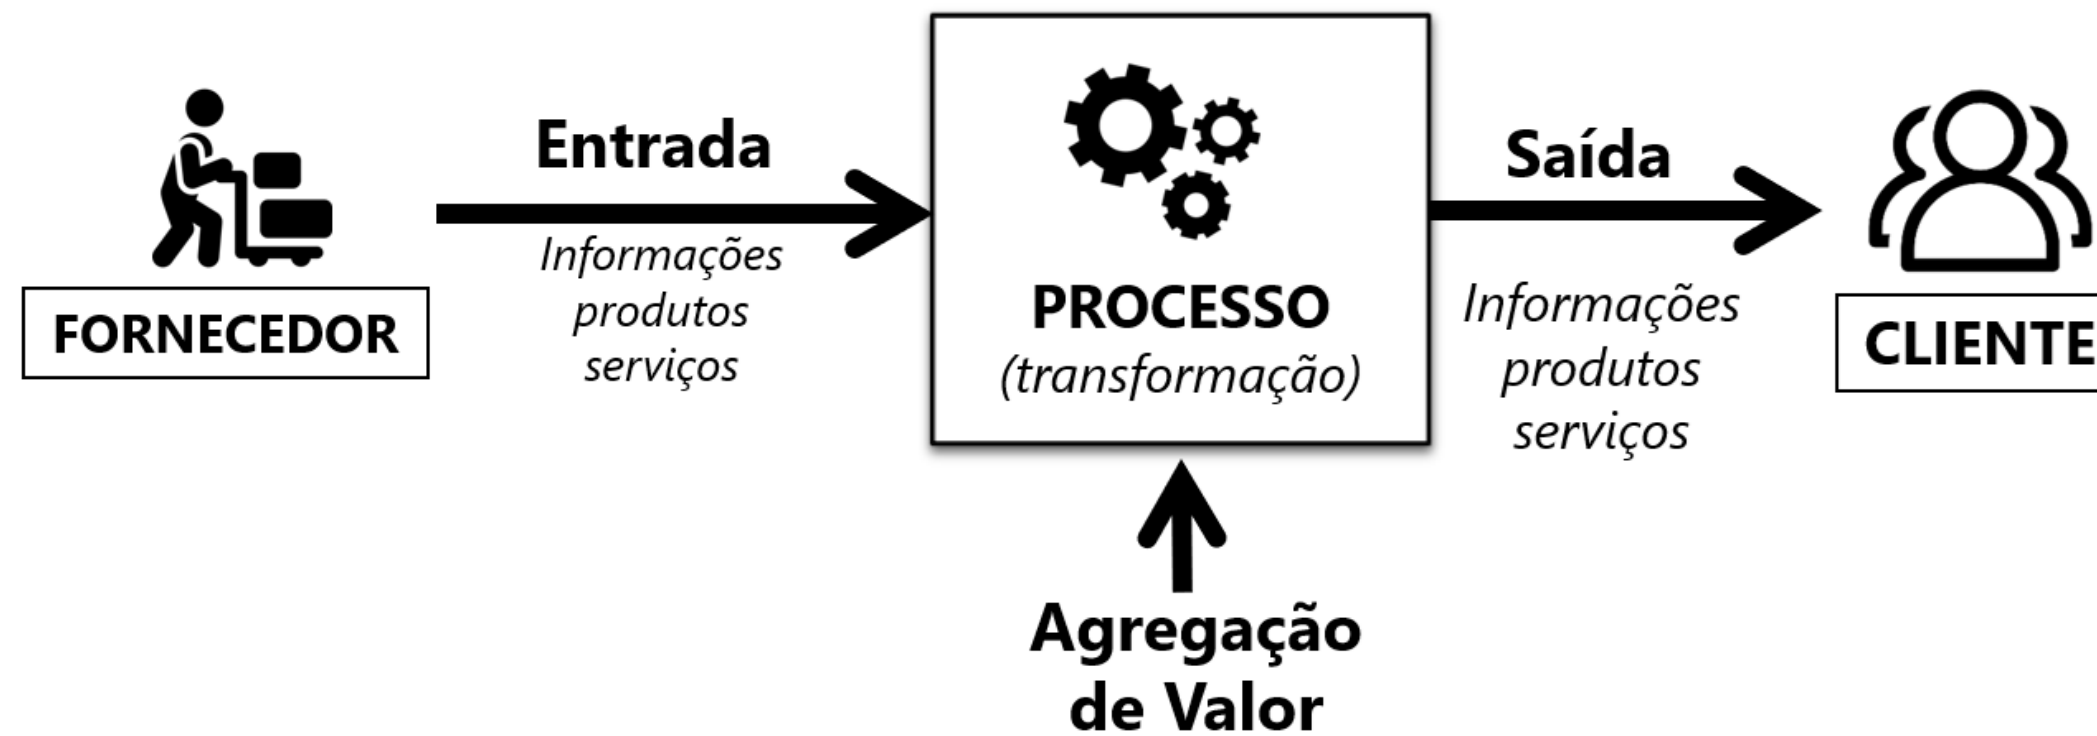 FORNECEDOR
Entrada
Informações
produtos
serviços
PROCESSO
(transformação)
Agregação
de Valor
Saída
Informações
produtos
serviços
CLIENTE